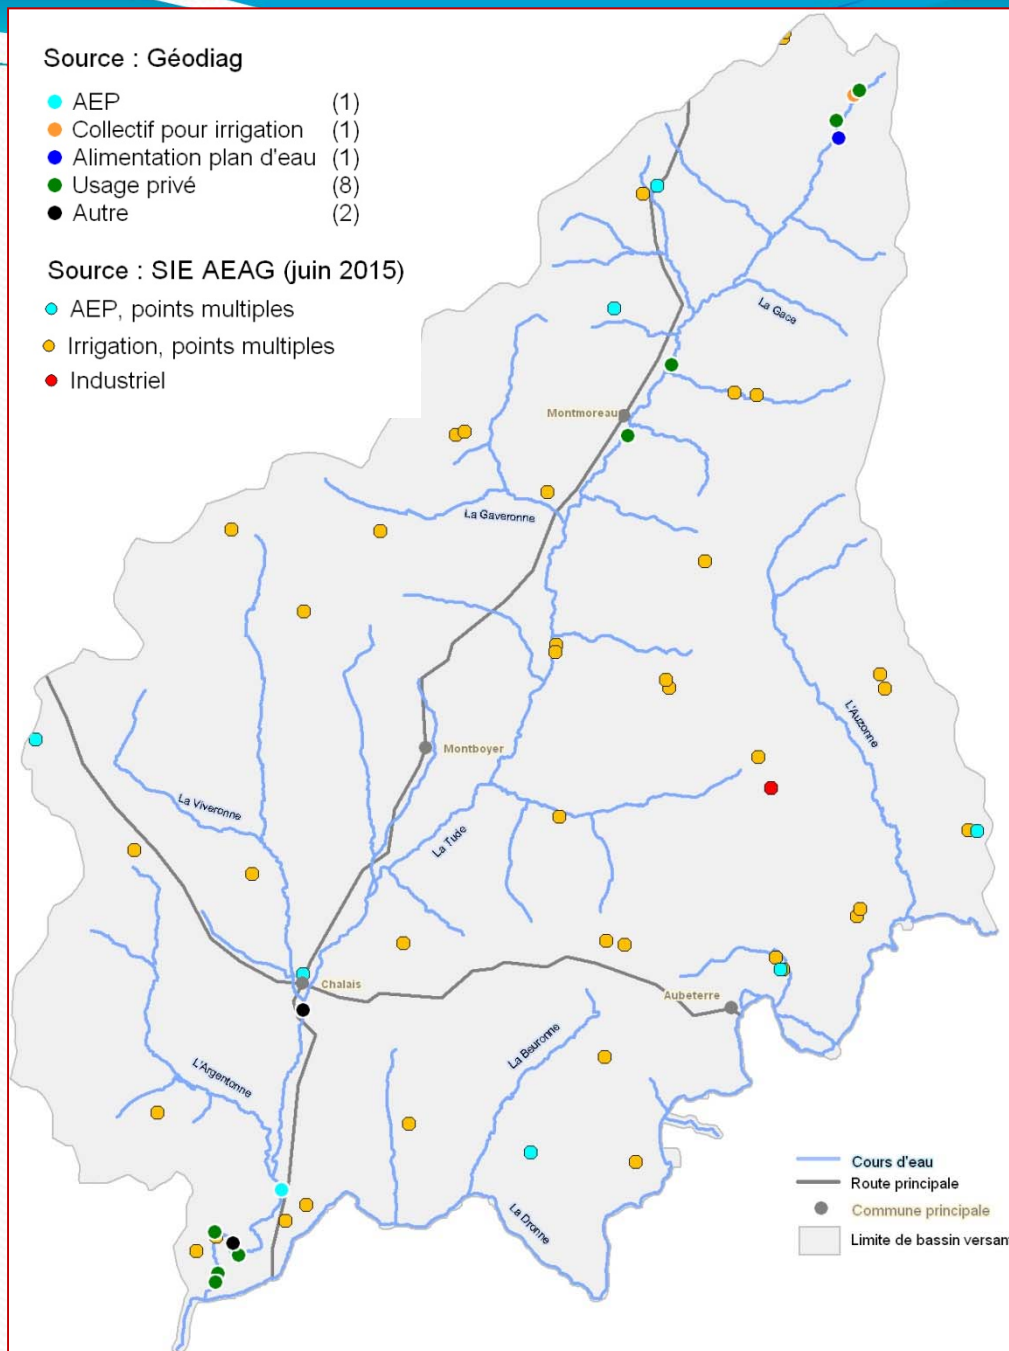 Source : Géodiag
AEP (1)
Collectif pour irrigation (1)
Alimentation plan d'eau (1)
Usage privé (8)
Autre (2)
Source : SIE AEAG (juin 2015)
AEP, points multiples
Irrigation, points multiples
Industriel
La Gace
Montmoreau
La Gaveronne
L'Auzonne
Montboyer
La Viveronne
La Tude
Chalais
Aubeterre
La Beuronne
L'Argentonne
La Dronne
Cours d'eau
Route principale
Commune principale
Limite de bassin versant